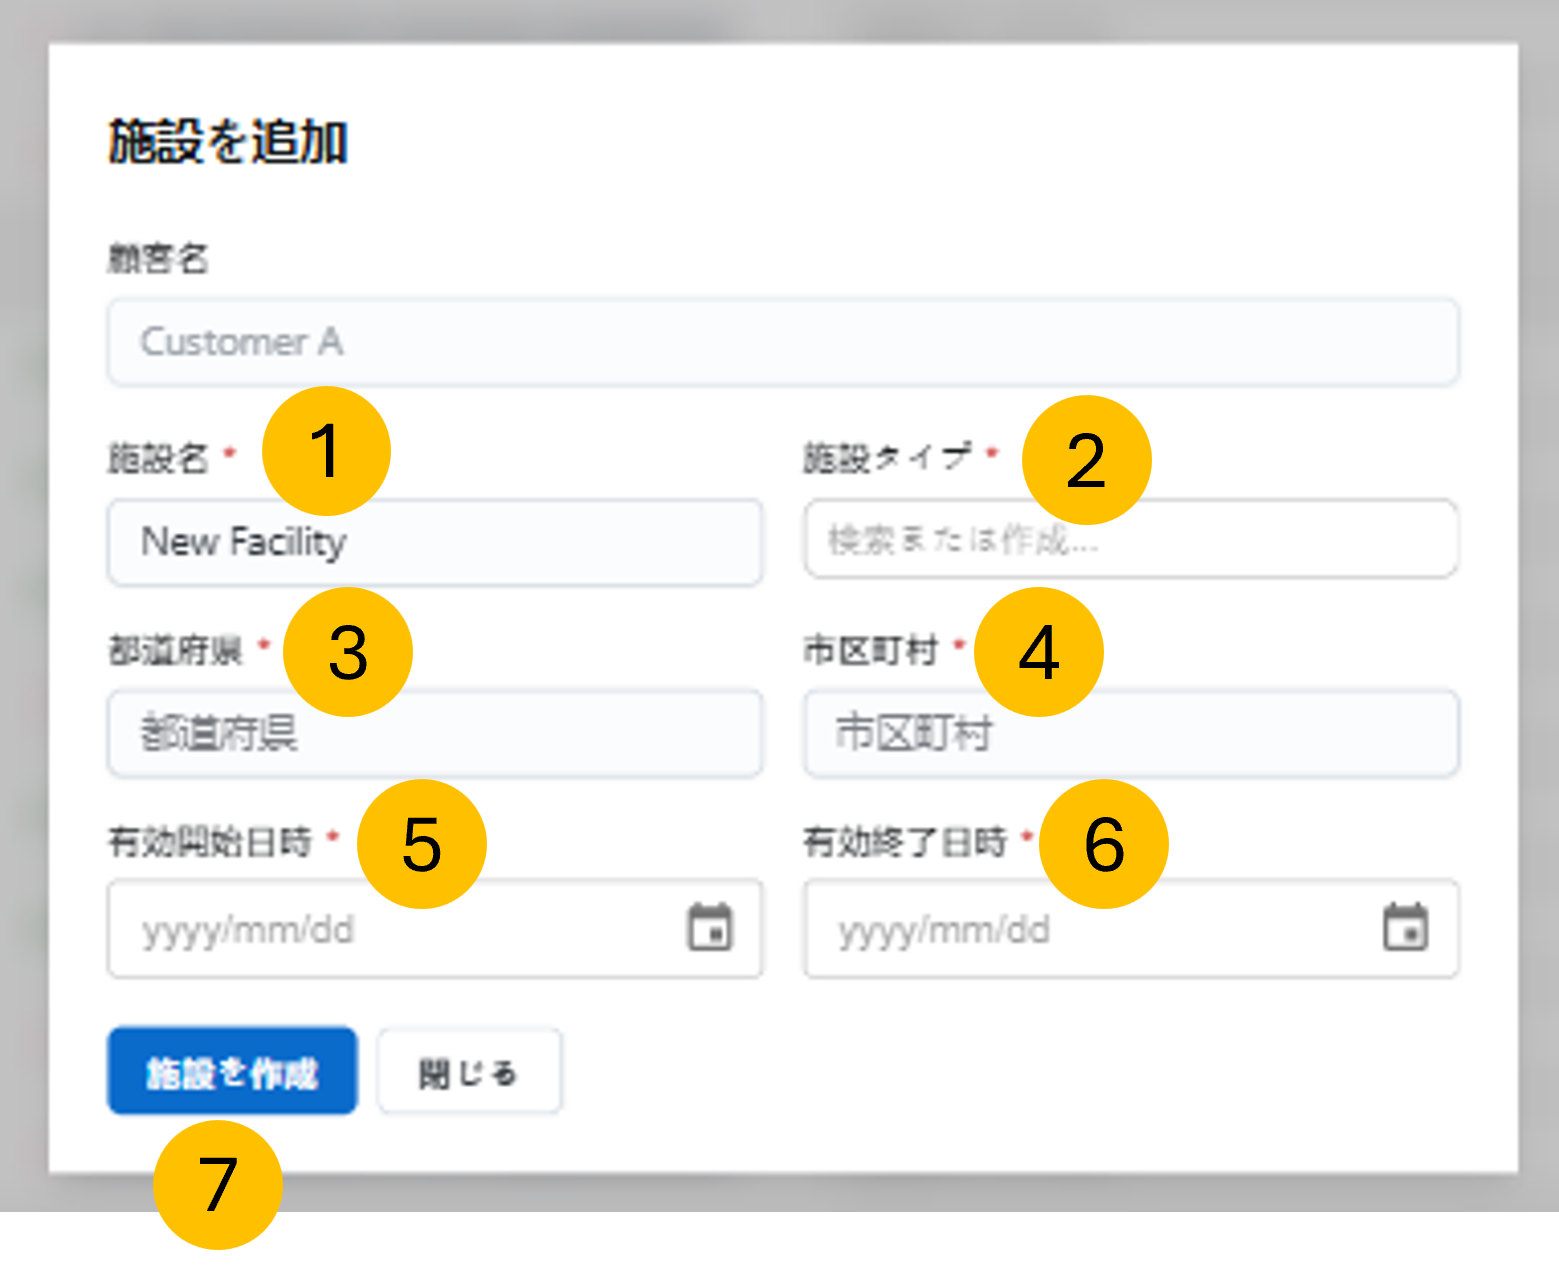 施設を追加
顧客名
Customer A
施設名 * 1
施設タイプ * 2
New Facility
検索または作成...
都道府県 * 3
市区町村 * 4
都道府県
市区町村
有効開始日時 * 5
有効終了日時 * 6
yyyy/mm/dd
yyyy/mm/dd
施設を作成
閉じる
7